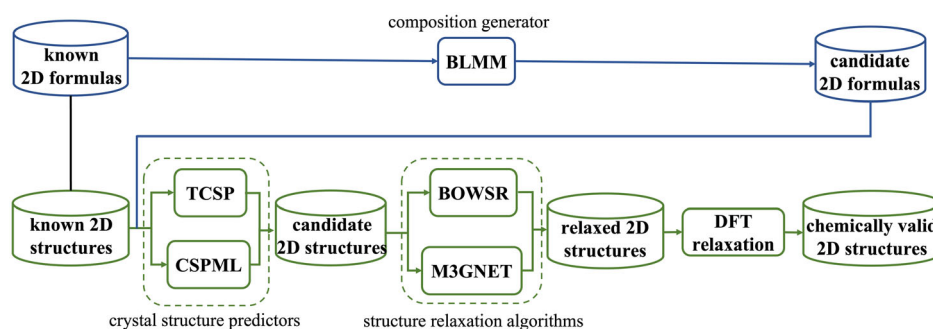 composition generator
known
2D formulas
BLMM
candidate
2D formulas
known 2D
structures
TCSP
CSPML
crystal structure predictors
candidate
2D structures
BOWSR
M3GNET
structure relaxation algorithms
relaxed 2D
structures
DFT
relaxation
chemically valid
2D structures